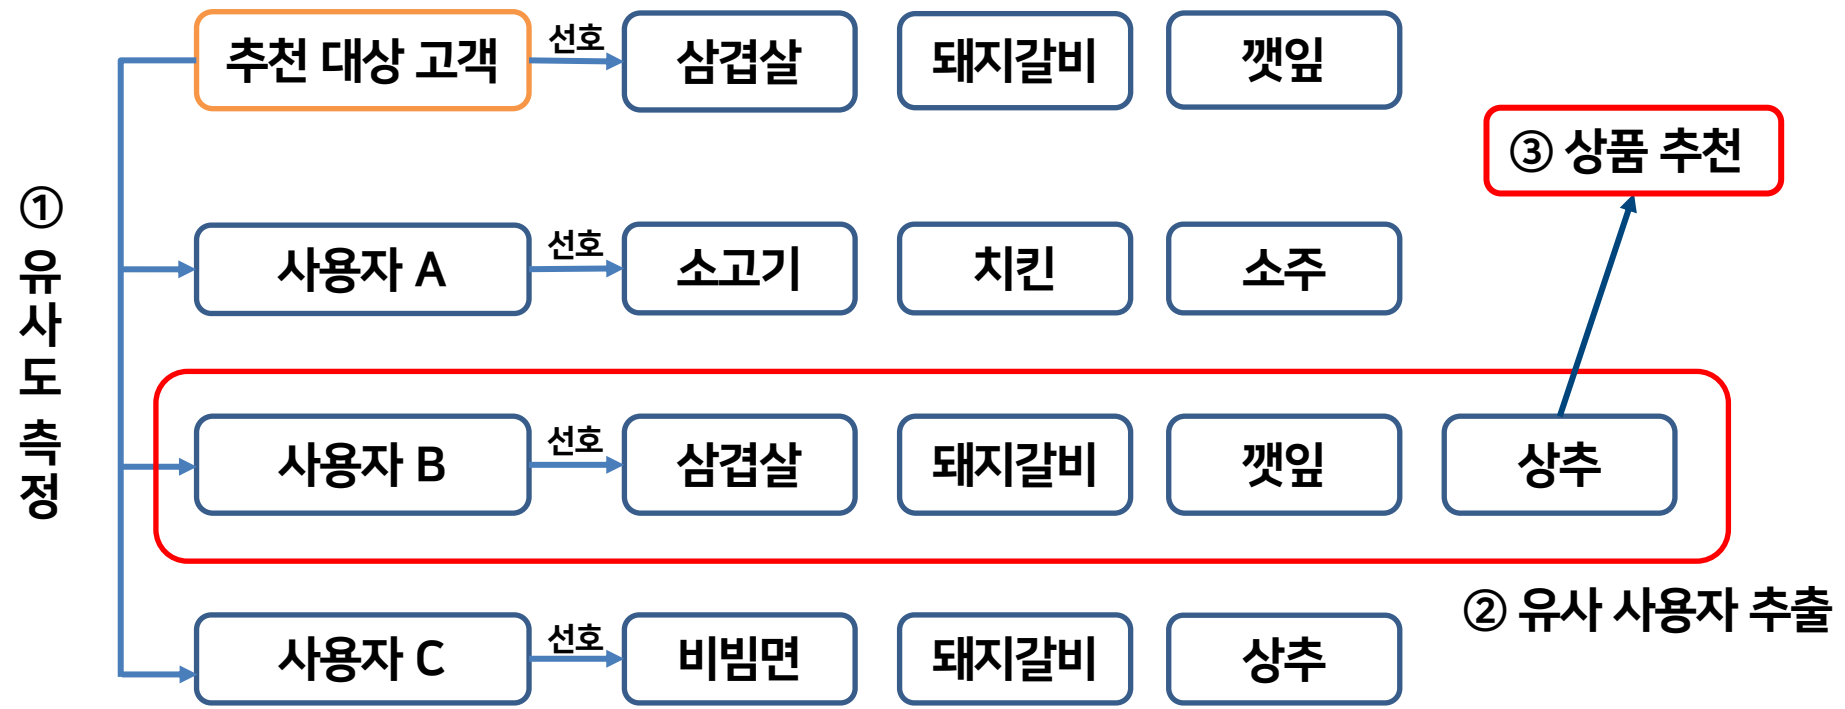 추천 대상 고객
선호
삼겹살
돼지갈비
깻잎
③ 상품 추천
① 유사도 측정
사용자 A
선호
소고기
치킨
소주
사용자 B
선호
삼겹살
돼지갈비
깻잎
상추
② 유사 사용자 추출
사용자 C
선호
비빔면
돼지갈비
상추